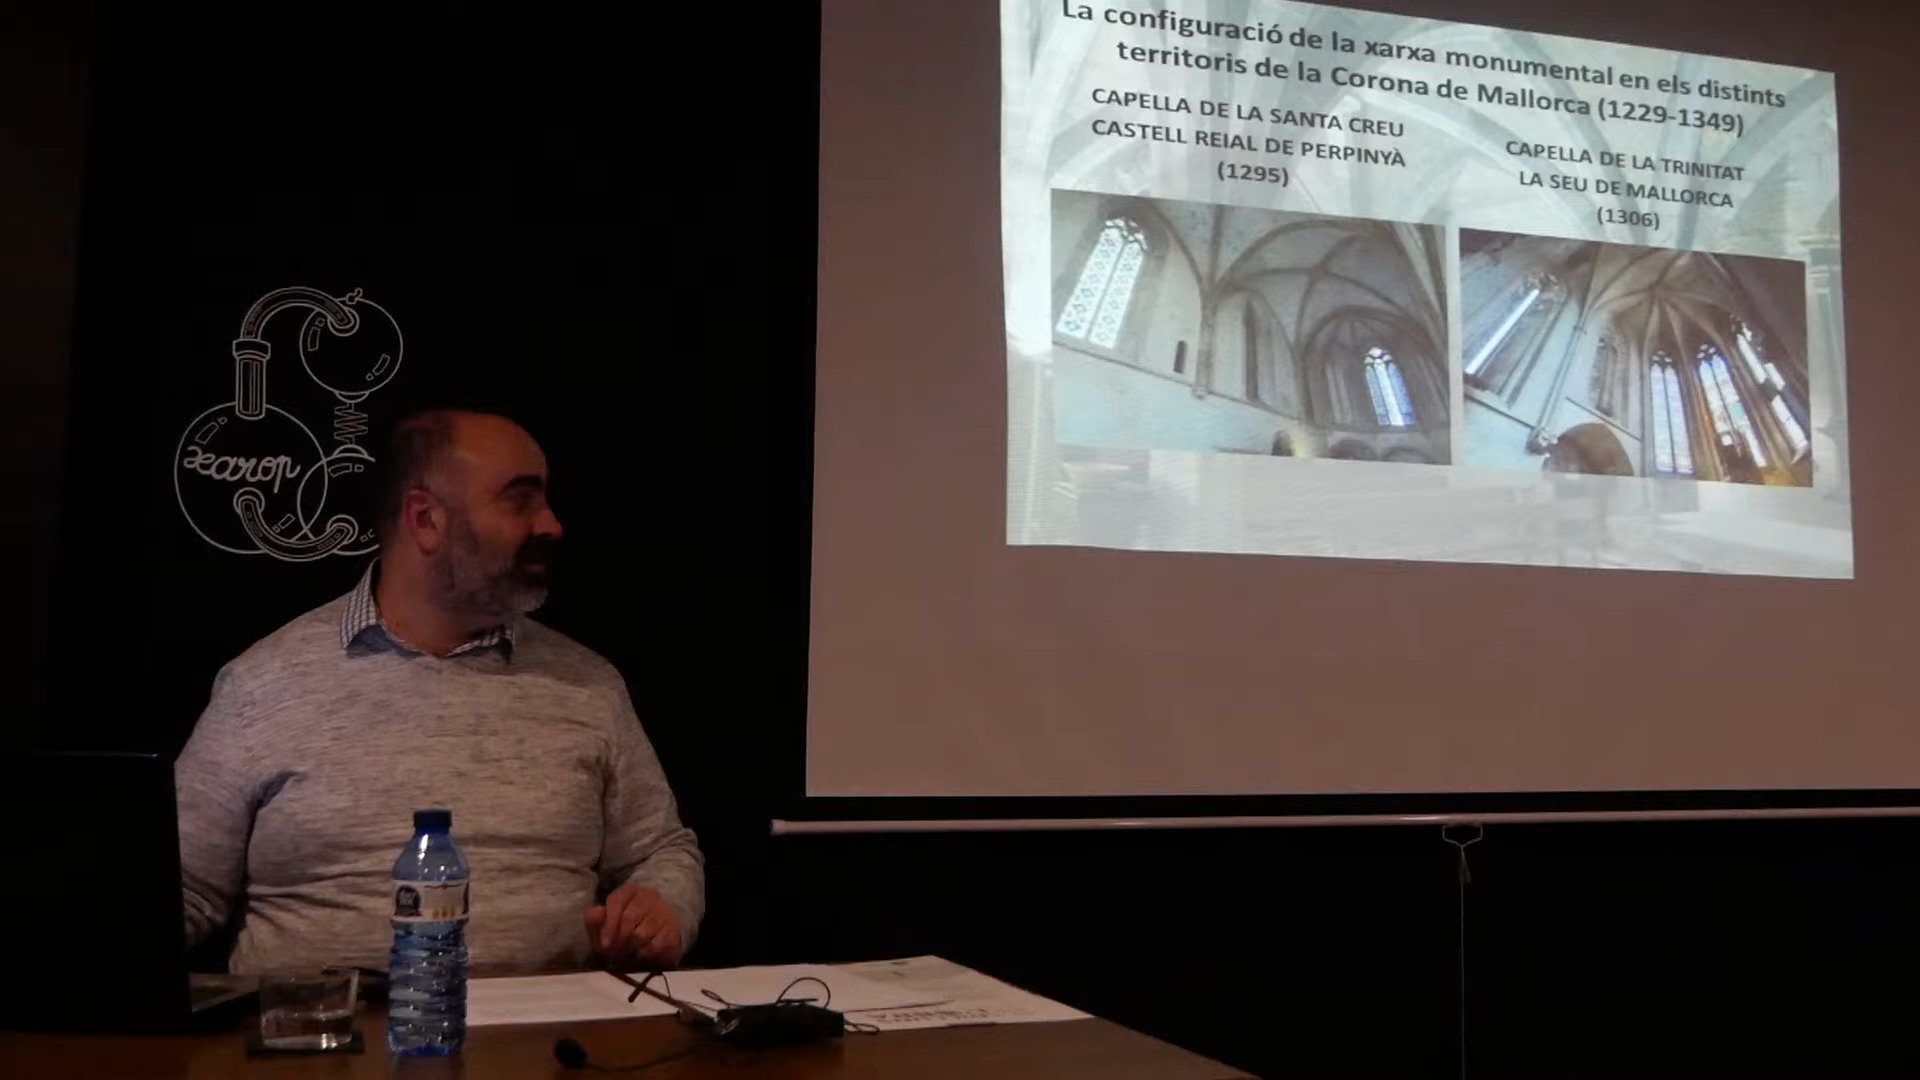 La configuració de la xarxa monumental en els distints
territoris de la Corona de Mallorca (1229-1349)
CAPELLA DE LA SANTA CREU
CASTELL REIAL DE PERPINYÀ
(1295)
CAPELLA DE LA TRINITAT
LA SEU DE MALLORCA
(1306)